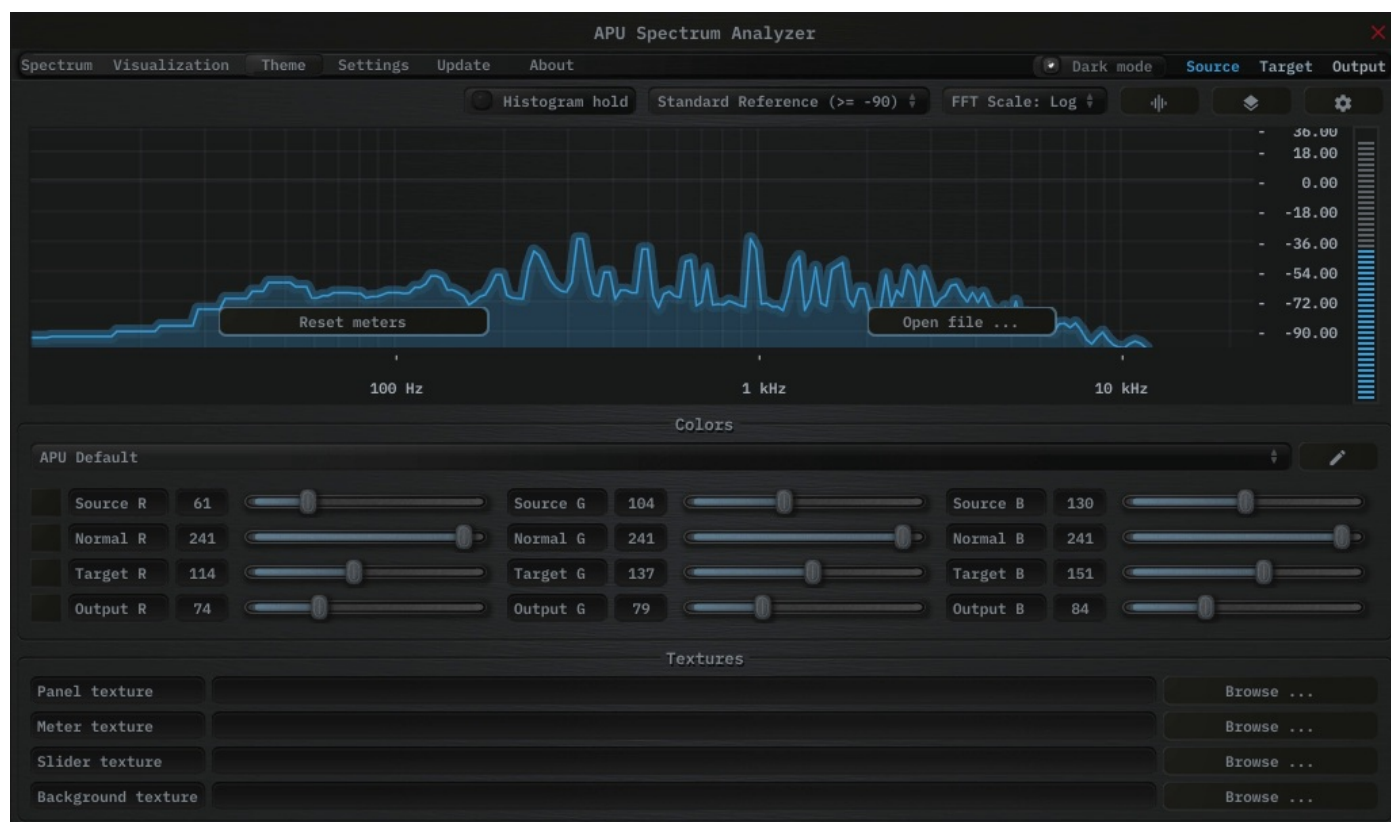 APU Spectrum Analyzer
Spectrum Visualization Theme Settings Update About Dark mode Source Target Output
Histogram hold Standard Reference (>= -90) FFT Scale: Log
- 36.00
- 18.00
- 0.00
- -18.00
- -36.00
- -54.00
- -72.00
- -90.00
Reset meters Open file ...
100 Hz 1 kHz 10 kHz
Colors
APU Default
Source R 61 Source G 104 Source B 130
Normal R 241 Normal G 241 Normal B 241
Target R 114 Target G 137 Target B 151
Output R 74 Output G 79 Output B 84
Textures
Panel texture Browse ...
Meter texture Browse ...
Slider texture Browse ...
Background texture Browse ...